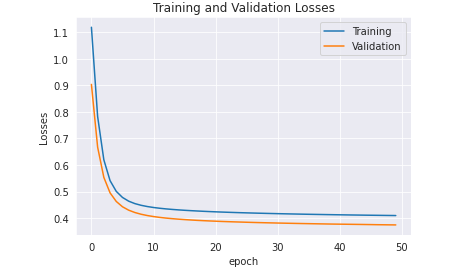 Training and Validation Losses
Training
Validation
Losses
1.1
1.0
0.9
0.8
0.7
0.6
0.5
0.4
0 10 20 30 40 50
epoch